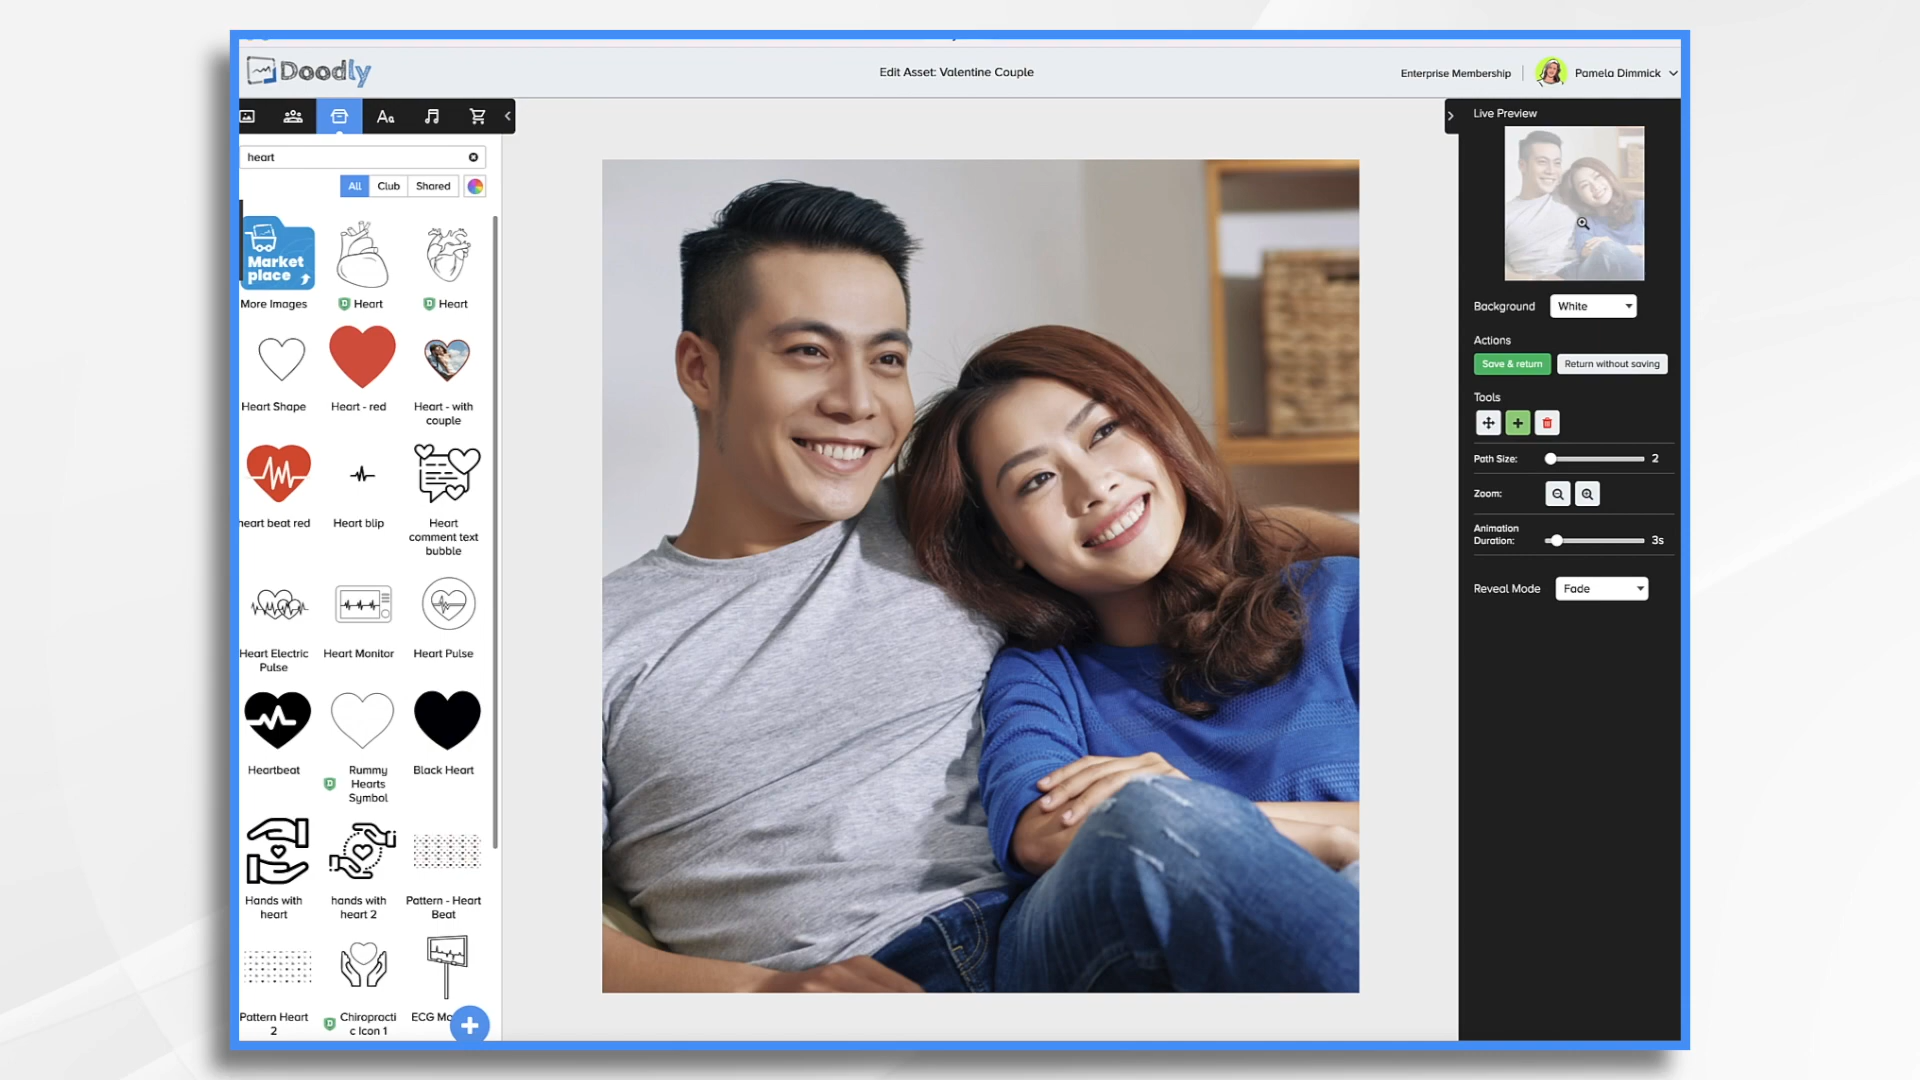 Doodly
Edit Asset: Valentine Couple
Enterprise Membership
Pamela Dimmick
Aa
heart
All
Club
Shared
Market
place
More Images
Heart
Heart
Heart Shape
Heart - red
Heart - with
couple
heart beat red
Heart blip
Heart
comment text
bubble
Heart Electric
Pulse
Heart Monitor
Heart Pulse
Heartbeat
Rummy
Hearts
Symbol
Black Heart
Hands with
heart
hands with
heart 2
Pattern - Heart
Beat
Pattern Heart
2
Chiropracti
c Icon 1
ECG
Live Preview
Background
White
Actions
Save & return
Return without saving
Tools
Path Size:
2
Zoom:
Animation
Duration:
3s
Reveal Mode
Fade